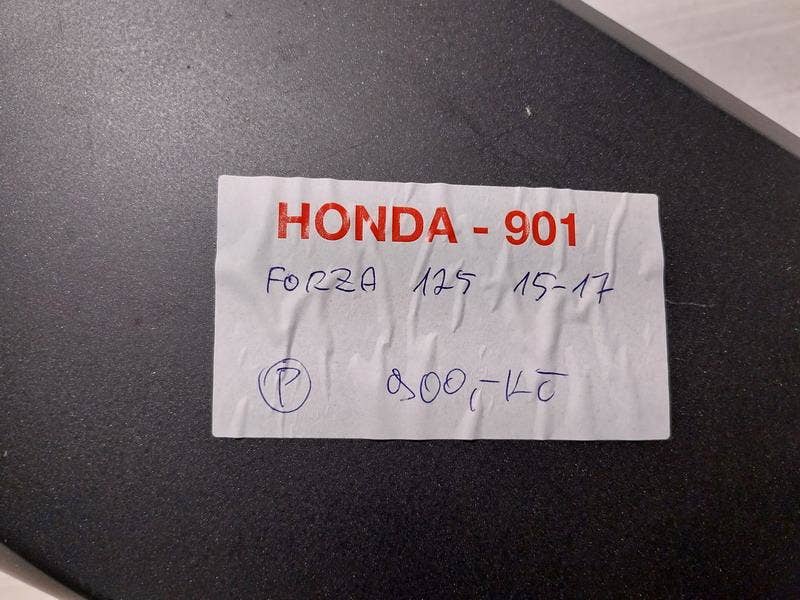 HONDA - 901
FORZA 125 15-17
P 900,-Kč